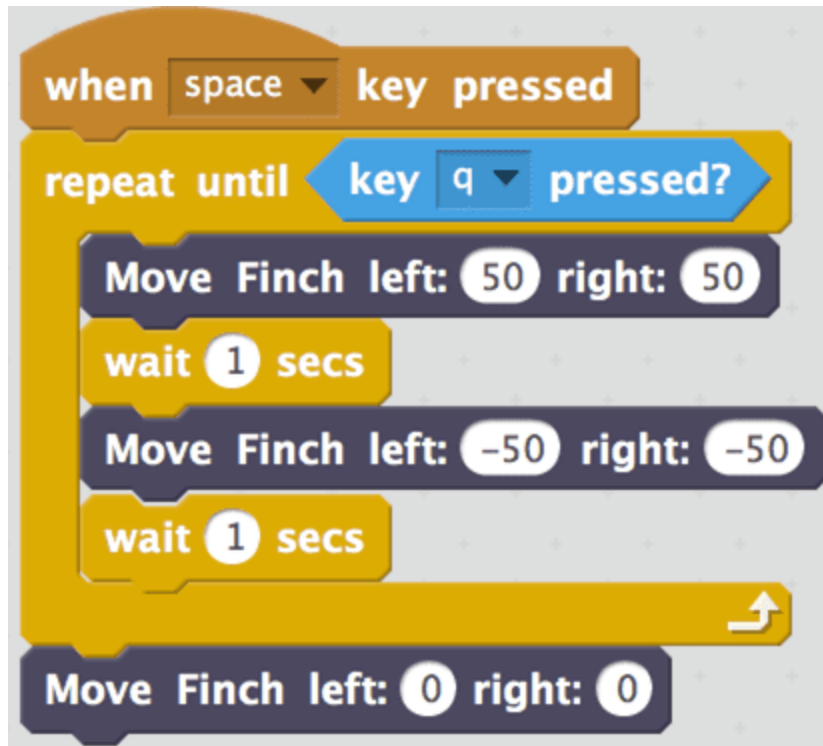 when space key pressed
repeat until key q pressed?
Move Finch left: 50 right: 50
wait 1 secs
Move Finch left: -50 right: -50
wait 1 secs
Move Finch left: 0 right: 0